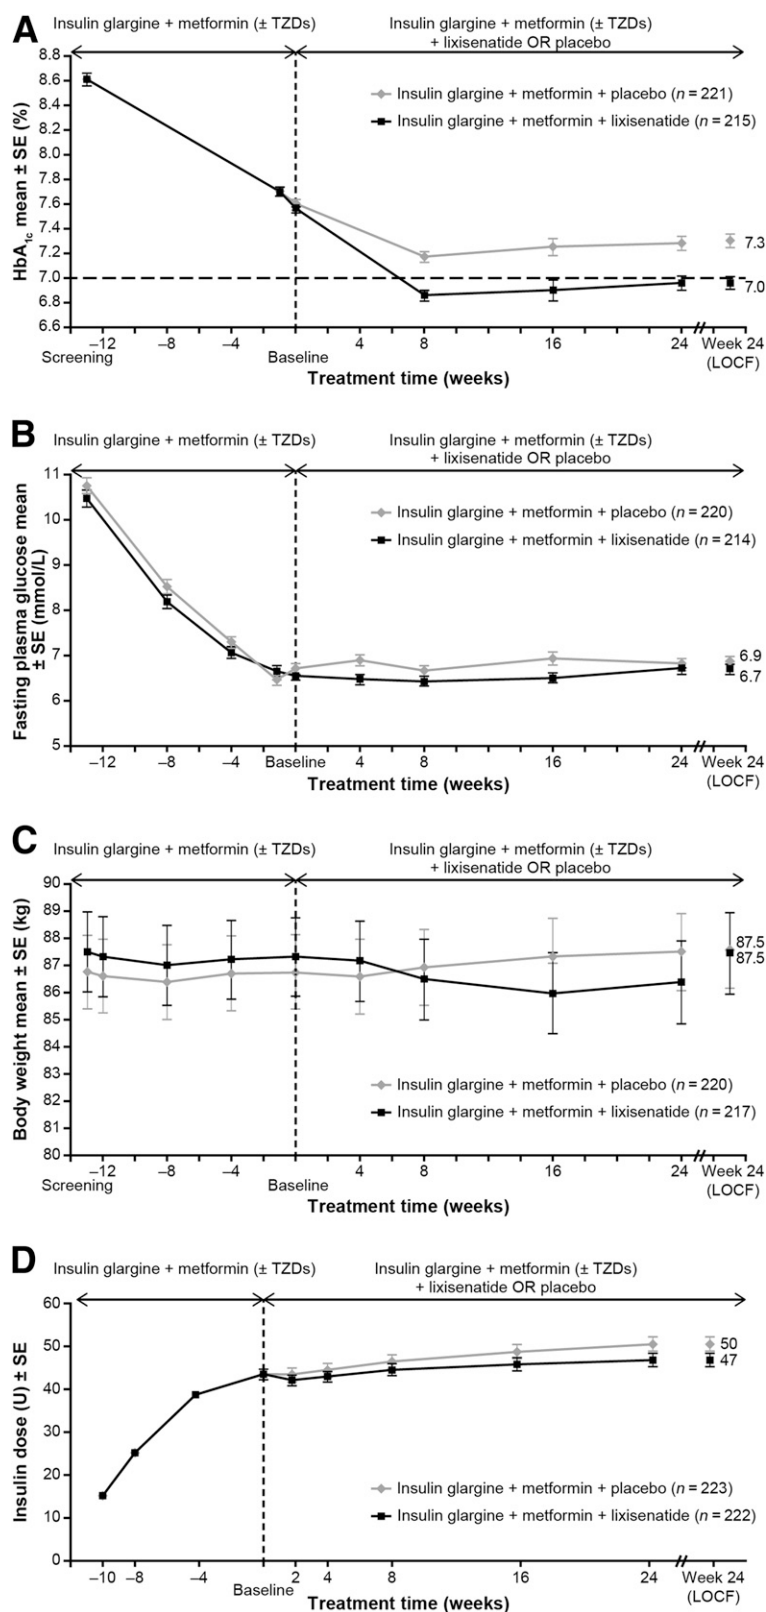 A
Insulin glargine + metformin (± TZDs)
Insulin glargine + metformin (± TZDs)
+ lixisenatide OR placebo
HbA1c mean ± SE (%)
8.8
8.6
8.4
8.2
8.0
7.8
7.6
7.4
7.2
7.0
6.8
6.6
Insulin glargine + metformin + placebo (n = 221)
Insulin glargine + metformin + lixisenatide (n = 215)
7.3
7.0
–12 –8 –4 8 16 24 Week 24
Screening Baseline (LOCF)
Treatment time (weeks)
B
Insulin glargine + metformin (± TZDs)
Insulin glargine + metformin (± TZDs)
+ lixisenatide OR placebo
Fasting plasma glucose mean
± SE (mmol/L)
11
10
9
8
7
6
5
Insulin glargine + metformin + placebo (n = 220)
Insulin glargine + metformin + lixisenatide (n = 214)
6.9
6.7
–12 –8 –4 Baseline 4 8 16 24 Week 24
(LOCF)
Treatment time (weeks)
C
Insulin glargine + metformin (± TZDs)
Insulin glargine + metformin (± TZDs)
+ lixisenatide OR placebo
Body weight mean ± SE (kg)
90
89
88
87
86
85
84
83
82
81
80
87.5
87.5
Insulin glargine + metformin + placebo (n = 220)
Insulin glargine + metformin + lixisenatide (n = 217)
–12 –8 –4 4 8 16 24 Week 24
Screening Baseline (LOCF)
Treatment time (weeks)
D
Insulin glargine + metformin (± TZDs)
Insulin glargine + metformin (± TZDs)
+ lixisenatide OR placebo
Insulin dose (U) ± SE
60
50
40
30
20
10
0
50
47
Insulin glargine + metformin + placebo (n = 223)
Insulin glargine + metformin + lixisenatide (n = 222)
–10 –8 –4 2 4 8 16 24 Week 24
Baseline (LOCF)
Treatment time (weeks)